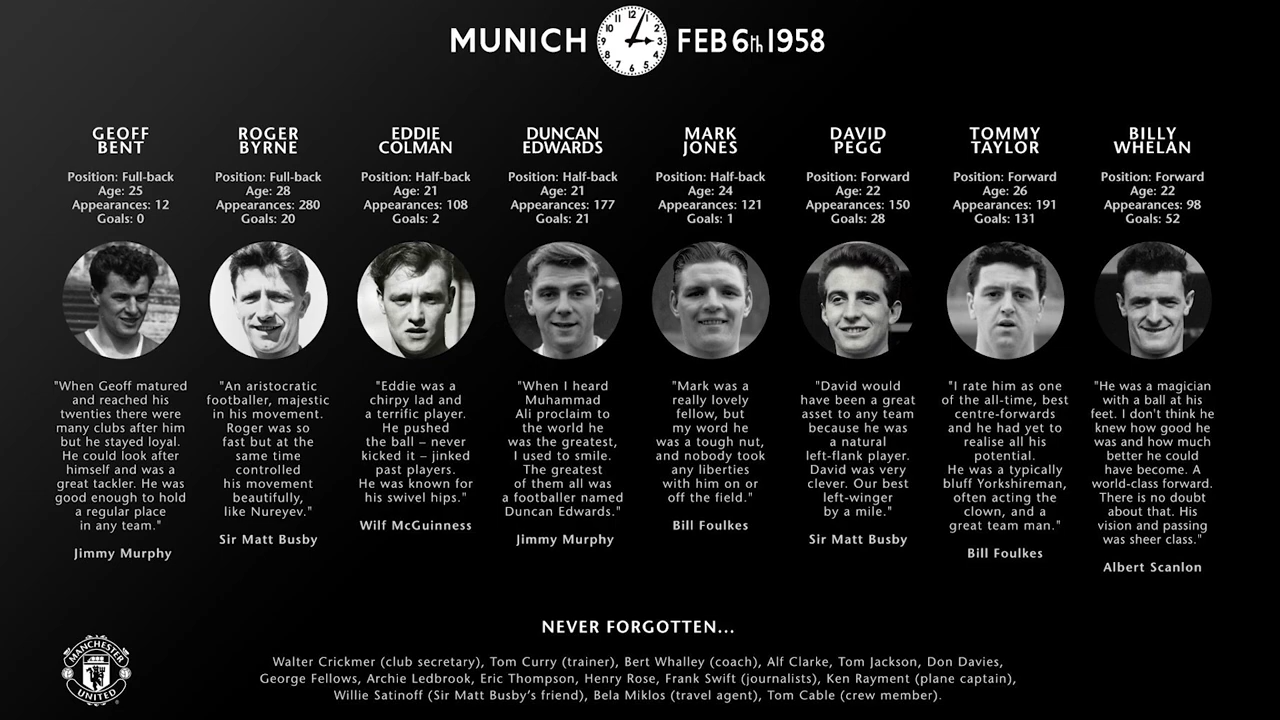 MUNICH FEB 6th 1958
12
1
2
3
4
5
6
7
8
9
10
11
GEOFF
BENT
Position: Full-back
Age: 25
Appearances: 12
Goals: 0
"When Geoff matured
and reached his
twenties there were
many clubs after him
but he stayed loyal.
He could look after
himself and was a
great tackler. He was
good enough to hold
a regular place
in any team."
Jimmy Murphy
ROGER
BYRNE
Position: Full-back
Age: 28
Appearances: 280
Goals: 20
"An aristocratic
footballer, majestic
in his movement.
Roger was so
fast but at the
same time
controlled
his movement
beautifully,
like Nureyev."
Sir Matt Busby
EDDIE
COLMAN
Position: Half-back
Age: 21
Appearances: 108
Goals: 2
"Eddie was a
chirpy lad and
a terrific player.
He pushed
the ball – never
kicked it – jinked
past players.
He was known for
his swivel hips."
Wilf McGuinness
DUNCAN
EDWARDS
Position: Half-back
Age: 21
Appearances: 177
Goals: 21
"When I heard
Muhammad
Ali proclaim to
the world he
was the greatest,
I used to smile.
The greatest
of them all was
a footballer named
Duncan Edwards."
Jimmy Murphy
MARK
JONES
Position: Half-back
Age: 24
Appearances: 121
Goals: 1
"Mark was a
really lovely
fellow, but
my word he
was a tough nut,
and nobody took
any liberties
with him on or
off the field."
Bill Foulkes
DAVID
PEGG
Position: Forward
Age: 22
Appearances: 150
Goals: 28
"David would
have been a great
asset to any team
because he was
a natural
left-flank player.
David was very
clever. Our best
left-winger
by a mile."
Sir Matt Busby
TOMMY
TAYLOR
Position: Forward
Age: 26
Appearances: 191
Goals: 131
"I rate him as one
of the all-time, best
centre-forwards
and he had yet to
realise all his
potential.
He was a typically
bluff Yorkshireman,
often acting the
clown, and a
great team man."
Bill Foulkes
BILLY
WHELAN
Position: Forward
Age: 22
Appearances: 98
Goals: 52
"He was a magician
with a ball at his
feet. I don't think he
knew how good he
was and how much
better he could
have become. A
world-class forward.
There is no doubt
about that. His
vision and passing
was sheer class."
Albert Scanlon
NEVER FORGOTTEN...
Walter Crickmer (club secretary), Tom Curry (trainer), Bert Whalley (coach), Alf Clarke, Tom Jackson, Don Davies,
George Fellows, Archie Ledbrook, Eric Thompson, Henry Rose, Frank Swift (journalists), Ken Rayment (plane captain),
Willie Satinoff (Sir Matt Busby's friend), Bela Miklos (travel agent), Tom Cable (crew member).
MANCHESTER
UNITED